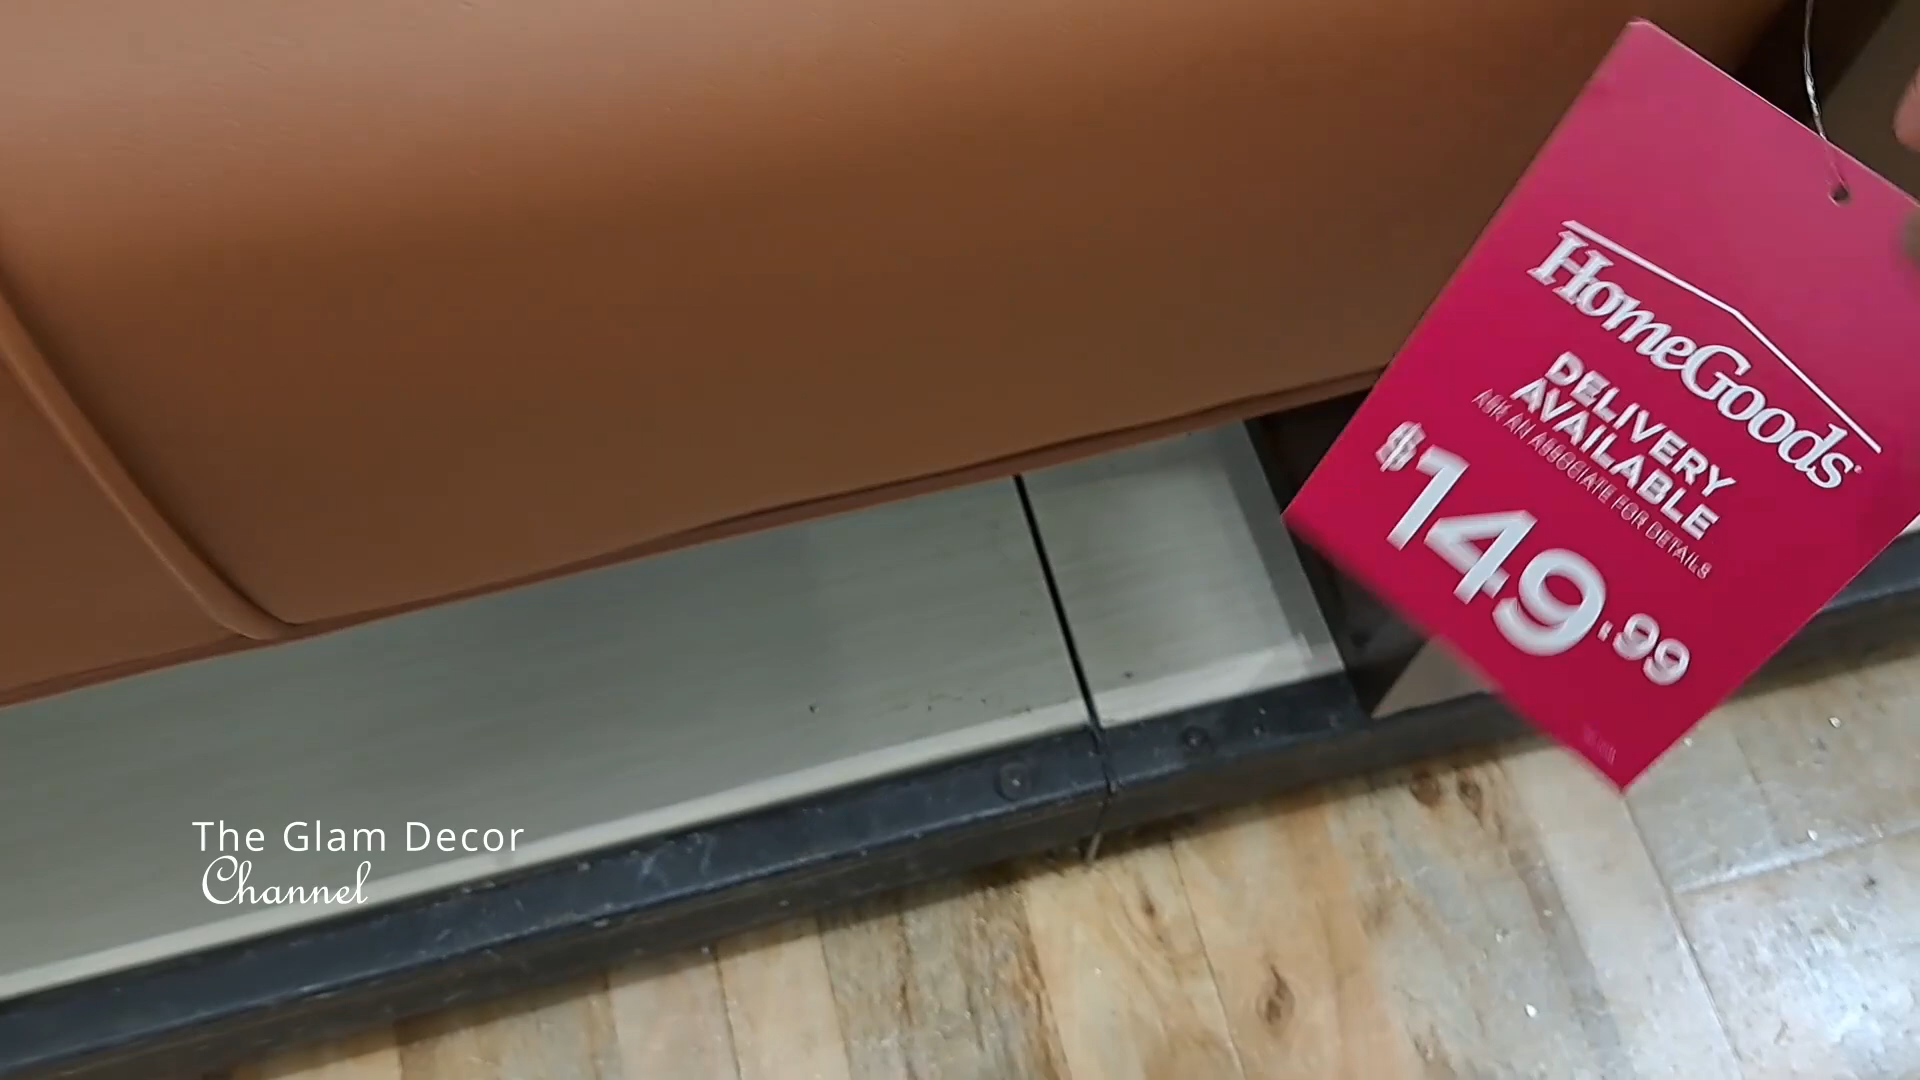 HomeGoods
DELIVERY
AVAILABLE
ASK AN ASSOCIATE FOR DETAILS
$149.99
The Glam Decor
Channel